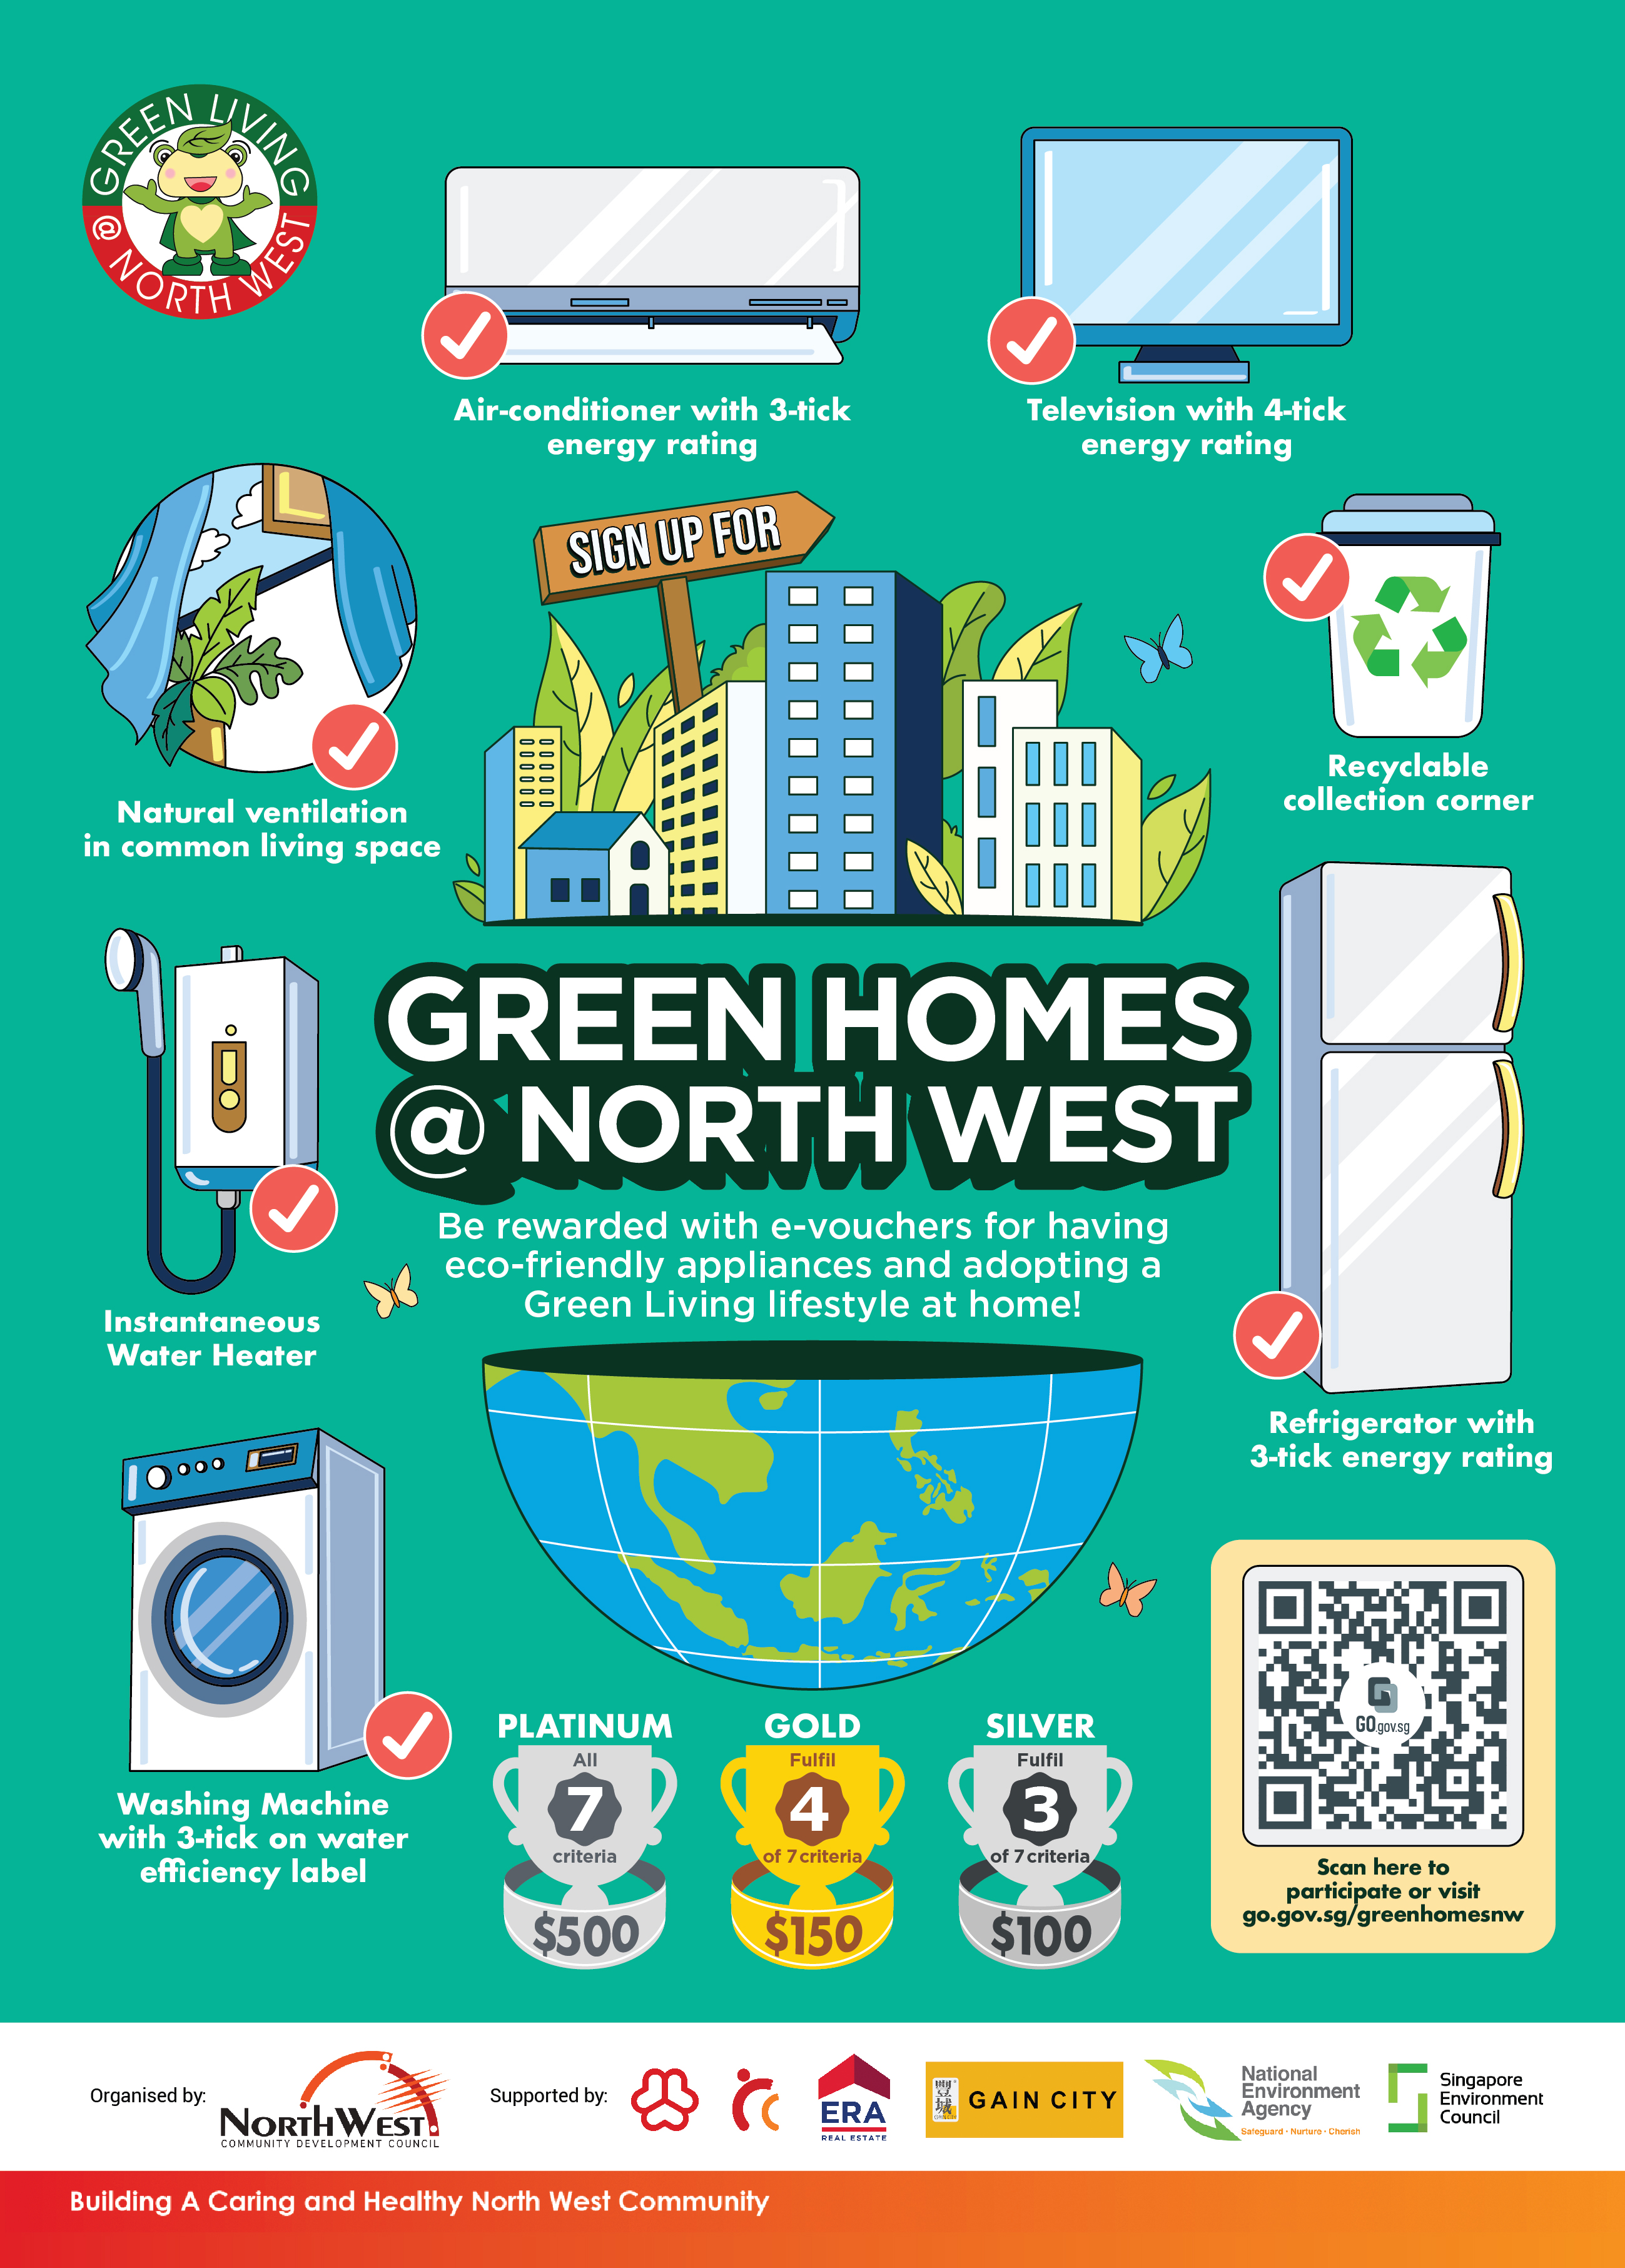 GREEN LIVING
@ NORTH WEST
Air-conditioner with 3-tick
energy rating
Television with 4-tick
energy rating
SIGN UP FOR
Natural ventilation
in common living space
Recyclable
collection corner
GREEN HOMES
@ NORTH WEST
Be rewarded with e-vouchers for having
eco-friendly appliances and adopting a
Green Living lifestyle at home!
Instantaneous
Water Heater
Refrigerator with
3-tick energy rating
Washing Machine
with 3-tick on water
efficiency label
PLATINUM
All
7
criteria
$500
GOLD
Fulfil
4
of 7 criteria
$150
SILVER
Fulfil
3
of 7 criteria
$100
GO.gov.sg
Scan here to
participate or visit
go.gov.sg/greenhomesnw
Organised by:
NORTHWEST
COMMUNITY DEVELOPMENT COUNCIL
Supported by:
ERA
REAL ESTATE
GAIN CITY
National
Environment
Agency
Safeguard · Nurture · Cherish
Singapore
Environment
Council
Building A Caring and Healthy North West Community